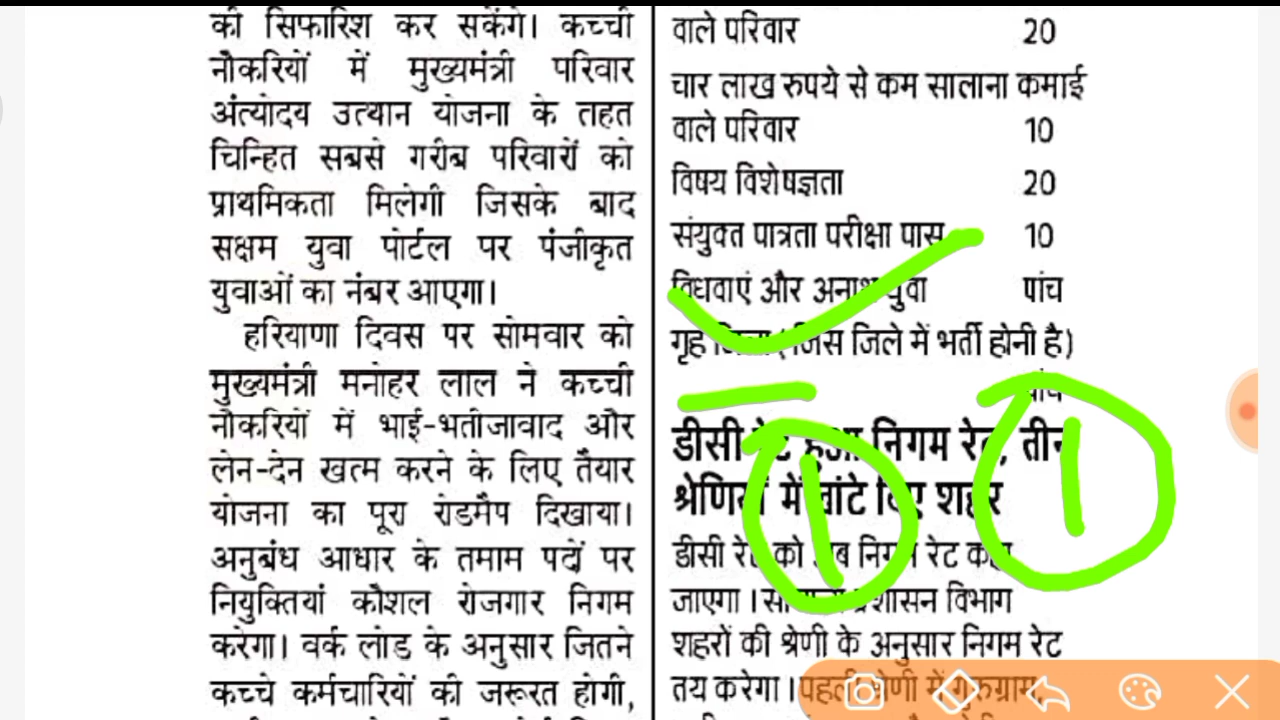 की सिफारिश कर सकेंगे। कच्ची
नौकरियों में मुख्यमंत्री परिवार
अंत्योदय उत्थान योजना के तहत
चिन्हित सबसे गरीब परिवारों को
प्राथमिकता मिलेगी जिसके बाद
सक्षम युवा पोर्टल पर पंजीकृत
युवाओं का नंबर आएगा।
हरियाणा दिवस पर सोमवार को
मुख्यमंत्री मनोहर लाल ने कच्ची
नौकरियों में भाई-भतीजावाद और
लेन-देन खत्म करने के लिए तैयार
योजना का पूरा रोडमैप दिखाया।
अनुबंध आधार के तमाम पदों पर
नियुक्तियां कौशल रोजगार निगम
करेगा। वर्क लोड के अनुसार जितने
कच्चे कर्मचारियों की जरूरत होगी,
वाले परिवार 20
चार लाख रुपये से कम सालाना कमाई
वाले परिवार 10
विषय विशेषज्ञता 20
संयुक्त पात्रता परीक्षा पास 10
विधवाएं और अनाथ युवा पांच
गृह जिला (जिस जिले में भर्ती होनी है)
पांच
डीसी रेट हुआ निगम रेट, तीन
श्रेणियों में बांटे दिए शहर
डीसी रेट को अब निगम रेट कहा
जाएगा। सामान्य प्रशासन विभाग
शहरों की श्रेणी के अनुसार निगम रेट
तय करेगा। पहली श्रेणी में गुरुग्राम,
1
1